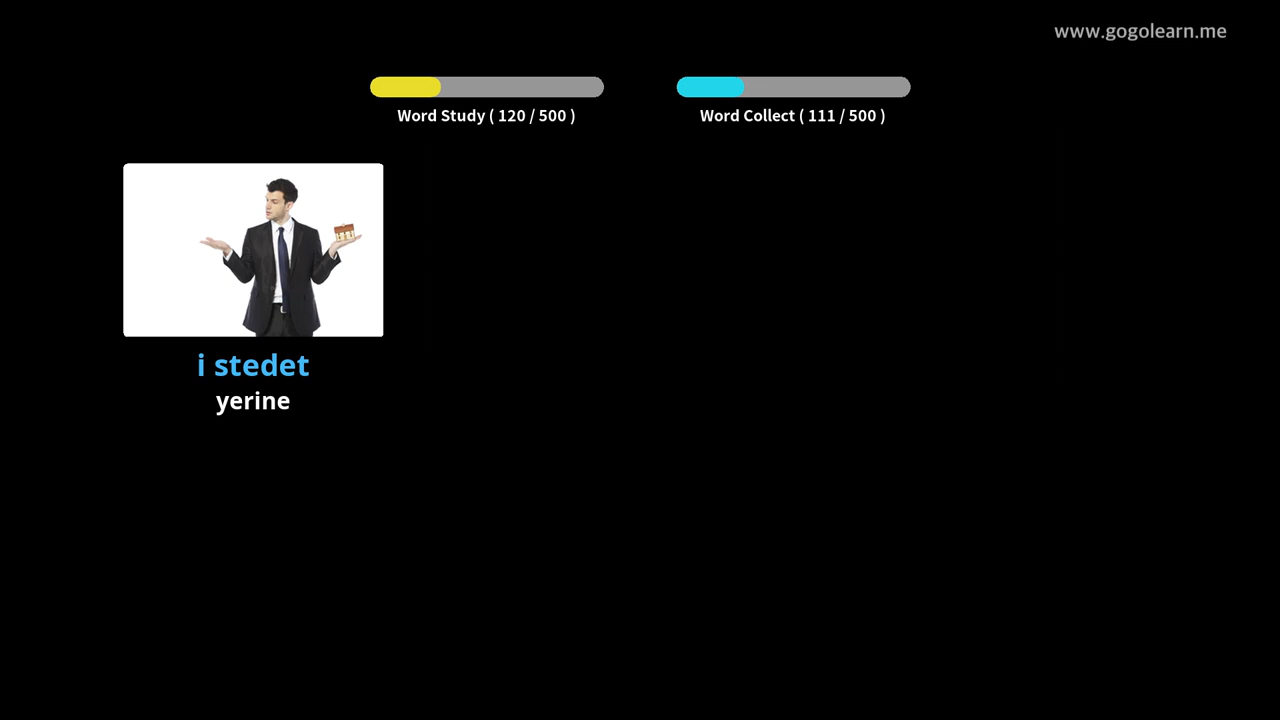 www.gogolearn.me
Word Study ( 120 / 500 )
Word Collect ( 111 / 500 )
i stedet
yerine